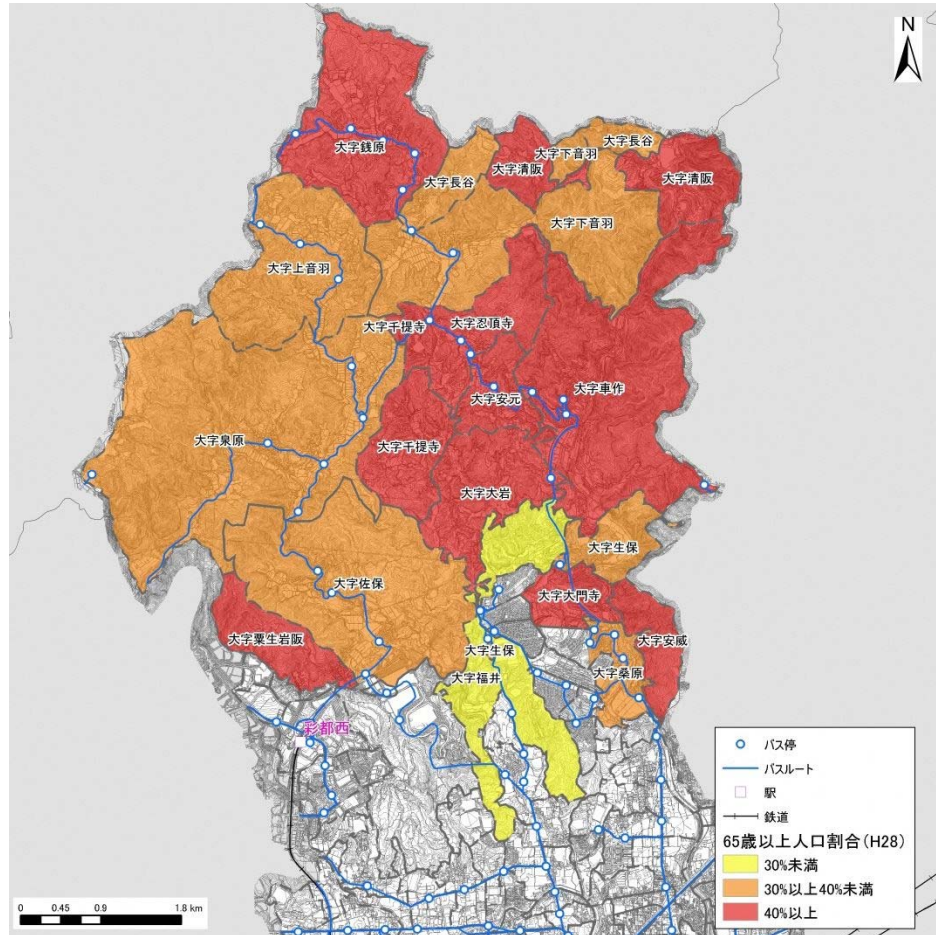 N
大字銭原
大字長谷
大字下音羽
大字清阪
大字清阪
大字長谷
大字下音羽
大字上音羽
大字千提寺
大字忍頂寺
大字安元
大字車作
大字泉原
大字千提寺
大字大岩
大字生保
大字佐保
大字大門寺
大字粟生岩阪
大字安威
大字生保
大字福井
大字桑原
彩都西
バス停
バスルート
駅
鉄道
65歳以上人口割合(H28)
30%未満
30%以上40%未満
40%以上
0 0.45 0.9 1.8 km